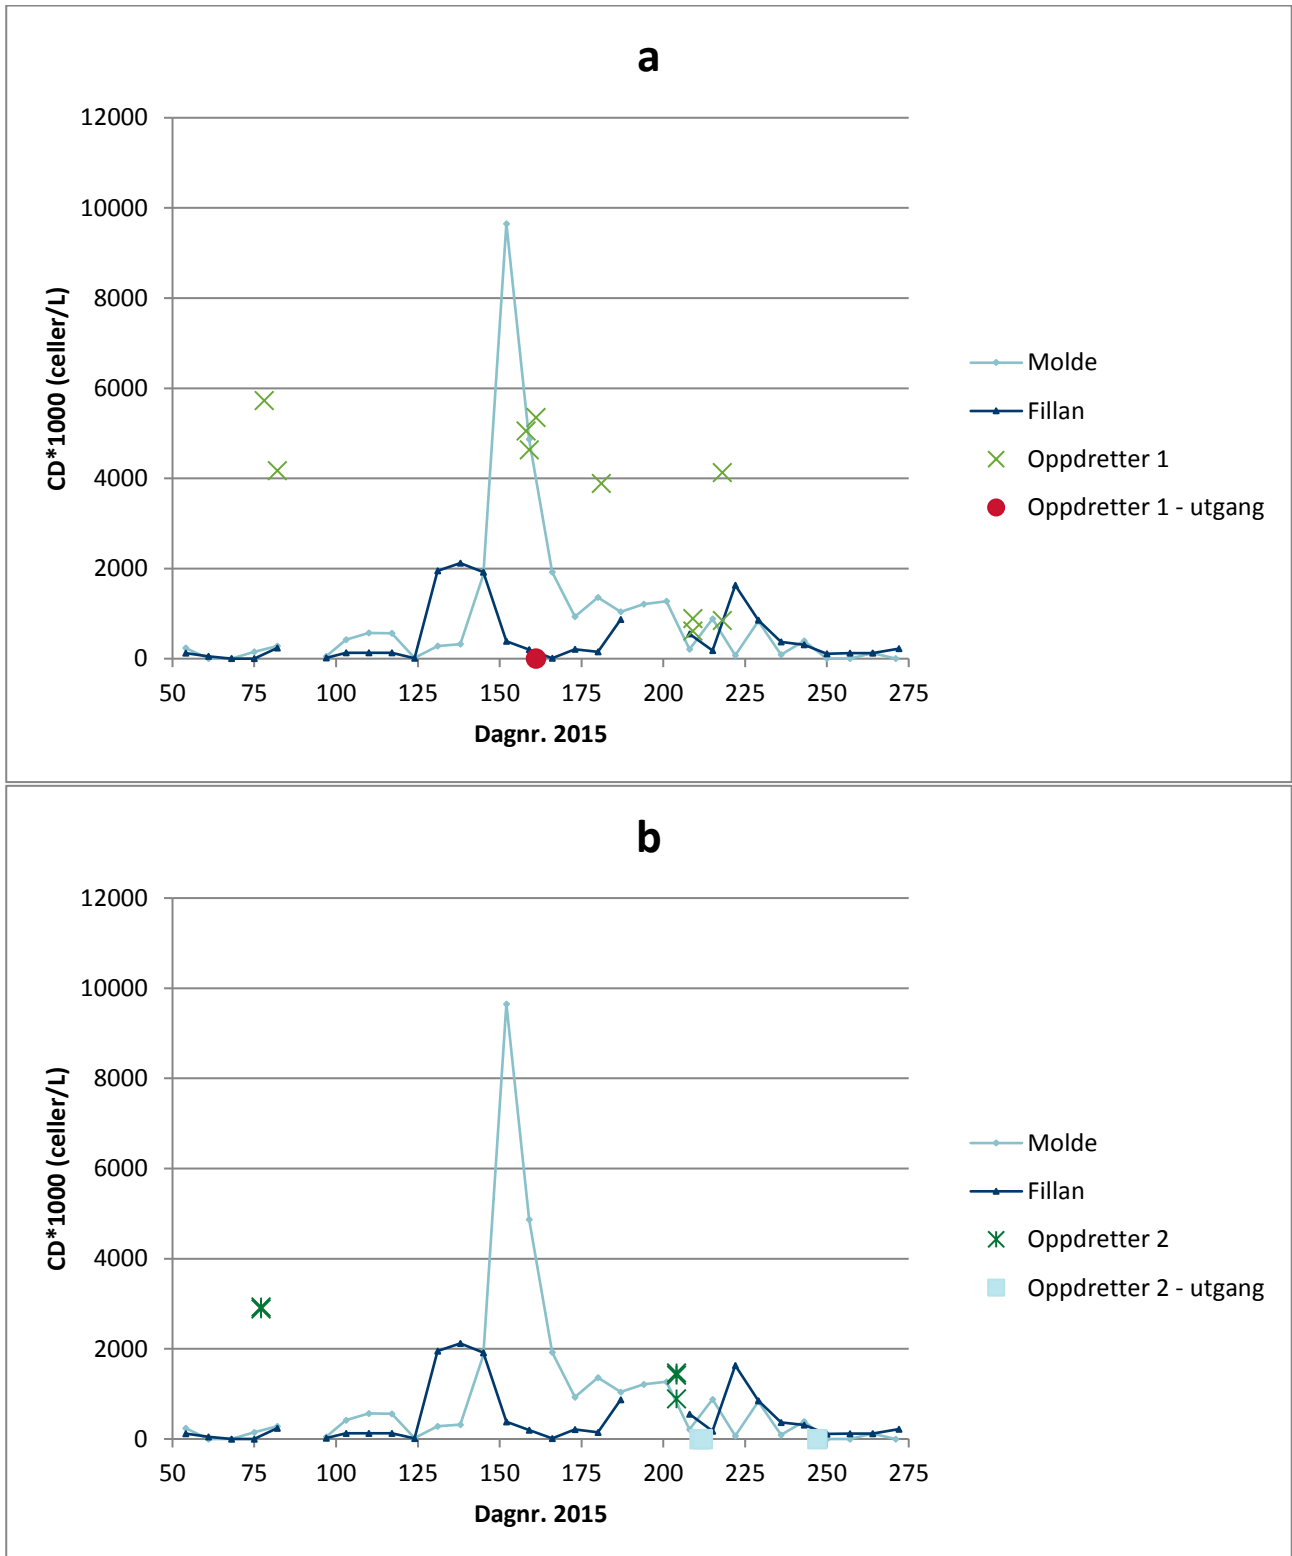 a
12000
10000
8000
6000
4000
2000
0
CD*1000 (celler/L)
50 75 100 125 150 175 200 225 250 275
Dagnr. 2015
Molde
Fillan
Oppdretter 1
Oppdretter 1 - utgang
b
12000
10000
8000
6000
4000
2000
0
CD*1000 (celler/L)
50 75 100 125 150 175 200 225 250 275
Dagnr. 2015
Molde
Fillan
Oppdretter 2
Oppdretter 2 - utgang